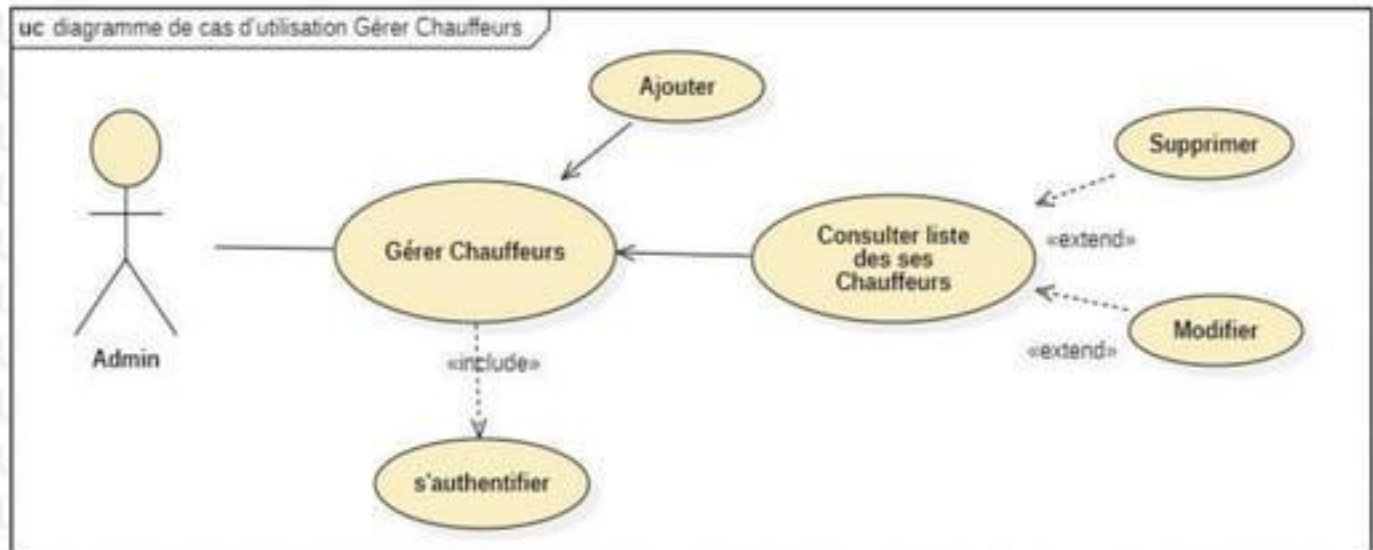 uc diagramme de cas d'utilisation Gérer Chauffeurs
Ajouter
Supprimer
Gérer Chauffeurs
Consulter liste
des ses
Chauffeurs
«extend»
Modifier
«extend»
Admin
«include»
s'authentifier